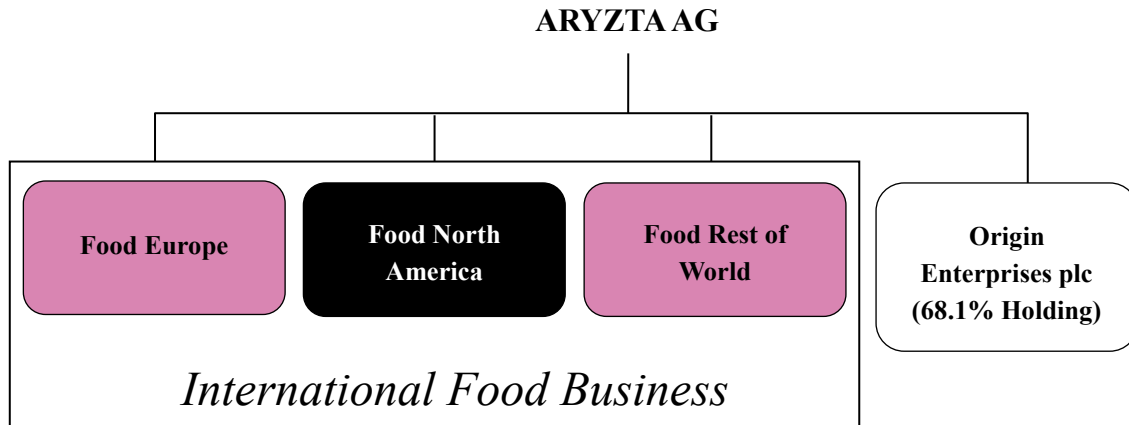 ARYZTA AG
Food Europe
Food North
America
Food Rest of
World
Origin
Enterprises plc
(68.1% Holding)
International Food Business